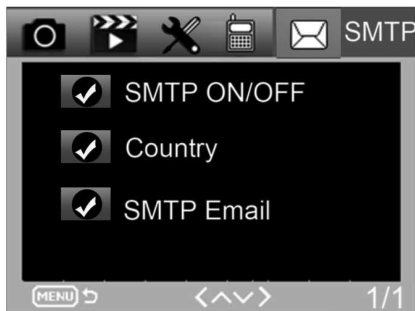 SMTP
SMTP ON/OFF
Country
SMTP Email
MENU 1/1